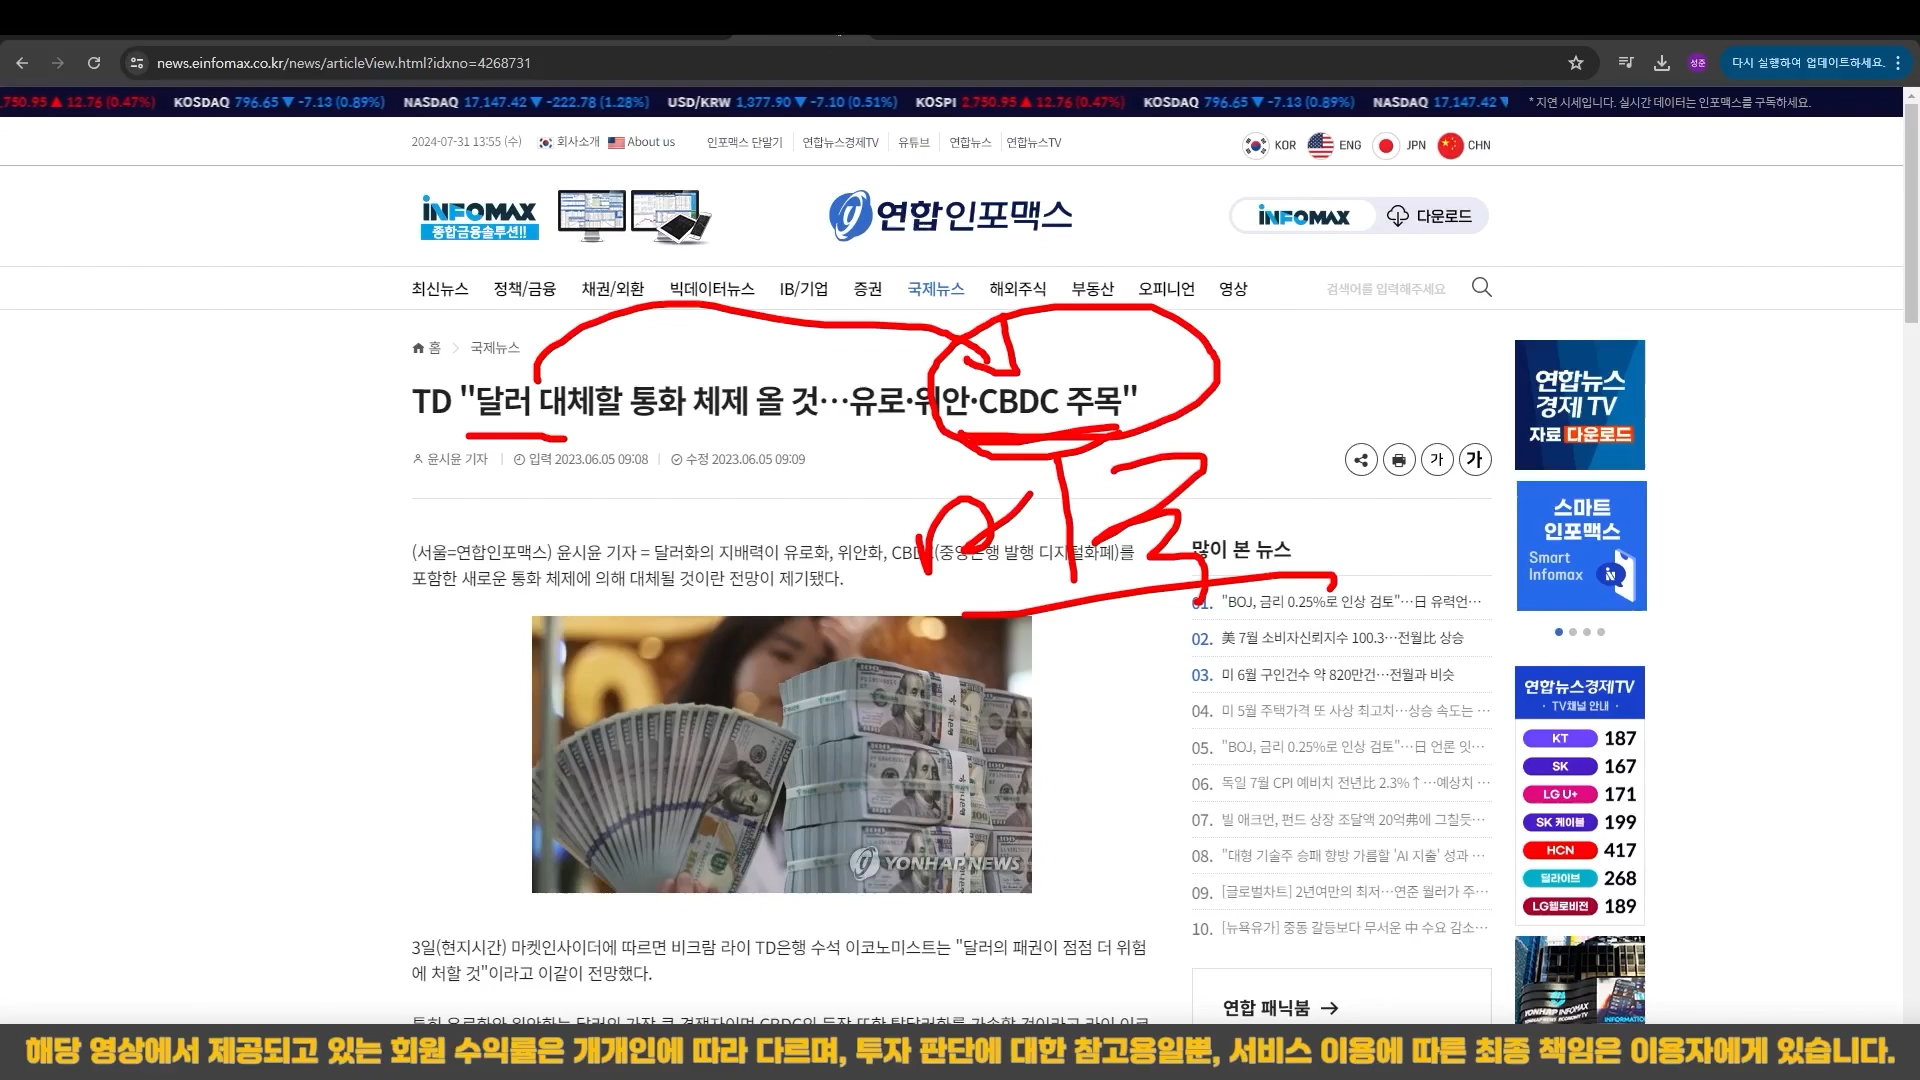 news.einfomax.co.kr/news/articleView.html?idxno=4268731
성준
다시 실행하여 업데이트하세요.
750.95 ▲ 12.76 (0.47%) KOSDAQ 796.65 ▼ -7.13 (0.89%) NASDAQ 17,147.42 ▼ -222.78 (1.28%) USD/KRW 1,377.90 ▼ -7.10 (0.51%) KOSPI 2,750.95 ▲ 12.76 (0.47%) KOSDAQ 796.65 ▼ -7.13 (0.89%) NASDAQ 17,147.42 ▼
* 지연 시세입니다. 실시간 데이터는 인포맥스를 구독하세요.
2024-07-31 13:55 (수) 회사소개 About us 인포맥스 단말기 연합뉴스경제TV 유튜브 연합뉴스 연합뉴스TV KOR ENG JPN CHN
INFOMAX
종합금융솔루션!!
연합인포맥스
INFOMAX 다운로드
최신뉴스 정책/금융 채권/외환 빅데이터뉴스 IB/기업 증권 국제뉴스 해외주식 부동산 오피니언 영상 검색어를 입력해주세요
홈 국제뉴스
TD "달러 대체할 통화 체제 올 것…유로·위안·CBDC 주목"
윤시윤 기자 입력 2023.06.05 09:08 수정 2023.06.05 09:09
가 가
(서울=연합인포맥스) 윤시윤 기자 = 달러화의 지배력이 유로화, 위안화, CBDC(중앙은행 발행 디지털화폐)를
포함한 새로운 통화 체제에 의해 대체될 것이란 전망이 제기됐다.
YONHAP NEWS
3일(현지시간) 마켓인사이더에 따르면 비크람 라이 TD은행 수석 이코노미스트는 "달러의 패권이 점점 더 위험
에 처할 것"이라고 이같이 전망했다.
많이 본 뉴스
01. "BOJ, 금리 0.25%로 인상 검토"…日 유력언…
02. 美 7월 소비자신뢰지수 100.3…전월比 상승
03. 미 6월 구인건수 약 820만건…전월과 비슷
04. 미 5월 주택가격 또 사상 최고치…상승 속도는 …
05. "BOJ, 금리 0.25%로 인상 검토"…日 언론 잇…
06. 독일 7월 CPI 예비치 전년比 2.3%↑…예상치 …
07. 빌 애크먼, 펀드 상장 조달액 20억弗에 그칠듯…
08. "대형 기술주 승패 향방 가름할 'AI 지출' 성과 …
09. [글로벌차트] 2년여만의 최저…연준 월러가 주…
10. [뉴욕유가] 중동 갈등보다 무서운 中 수요 감소…
연합 패닉붐 →
연합뉴스
경제 TV
자료 다운로드
스마트
인포맥스
Smart
Infomax
연합뉴스경제TV
· TV채널 안내 ·
KT 187
SK 167
LG U+ 171
SK 케이블 199
HCN 417
딜라이브 268
LG헬로비전 189
YONHAP INFOMAX
해당 영상에서 제공되고 있는 회원 수익률은 개개인에 따라 다르며, 투자 판단에 대한 참고용일뿐, 서비스 이용에 따른 최종 책임은 이용자에게 있습니다.